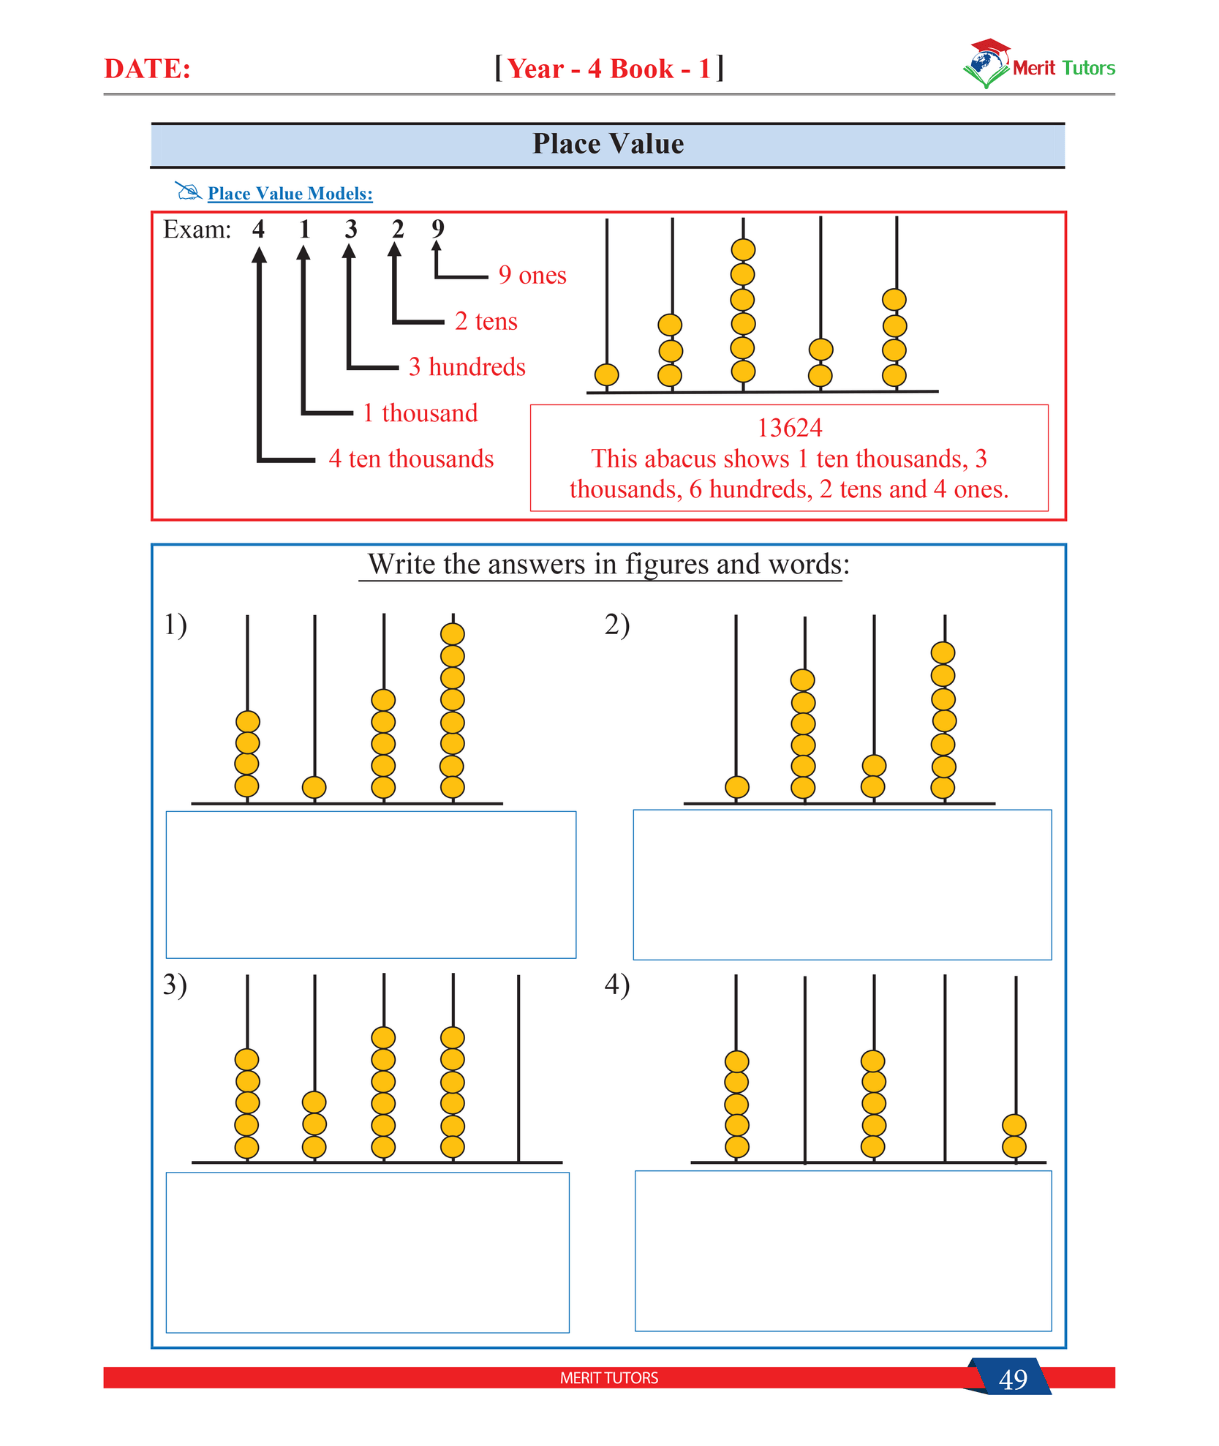 DATE:
[Year - 4 Book - 1]
Merit Tutors
Place Value
Place Value Models:
Exam: 4 1 3 2 9
9 ones
2 tens
3 hundreds
1 thousand
4 ten thousands
13624
This abacus shows 1 ten thousands, 3
thousands, 6 hundreds, 2 tens and 4 ones.
Write the answers in figures and words:
1)
2)
3)
4)
MERIT TUTORS
49